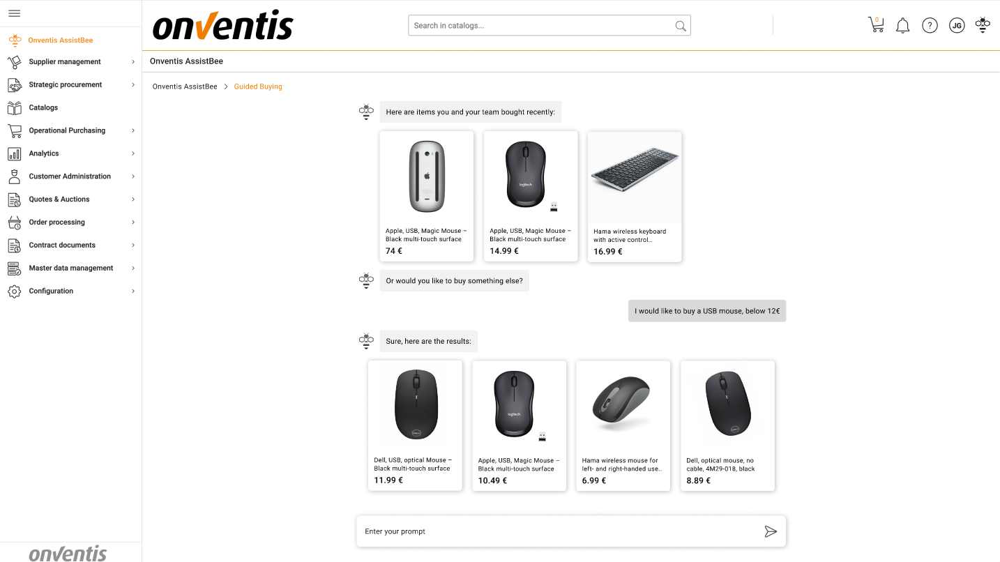 onventis
Search in catalogs...
0
?
JG
Onventis AssistBee
Supplier management
Strategic procurement
Catalogs
Operational Purchasing
Analytics
Customer Administration
Quotes & Auctions
Order processing
Contract documents
Master data management
Configuration
onventis
Onventis AssistBee
Onventis AssistBee > Guided Buying
Here are items you and your team bought recently:
logitech
Apple, USB, Magic Mouse –
Black multi-touch surface
74 €
Apple, USB, Magic Mouse –
Black multi-touch surface
14.99 €
Hama wireless keyboard
with active control..
16.99 €
Or would you like to buy something else?
I would like to buy a USB mouse, below 12€
Sure, here are the results:
DELL
logitech
DELL
Dell, USB, optical Mouse –
Black multi-touch surface
11.99 €
Apple, USB, Magic Mouse –
Black multi-touch surface
10.49 €
Hama wireless mouse for
left- and right-handed use..
6.99 €
Dell, optical mouse, no
cable, 4M29-018, black
8.89 €
Enter your prompt